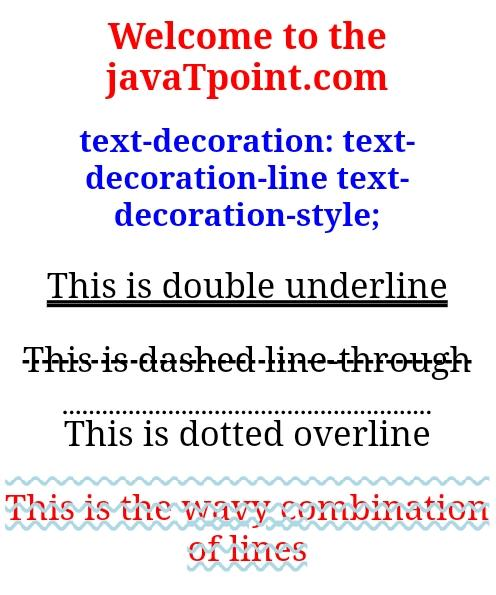 Welcome to the
javaTpoint.com
text-decoration: text-
decoration-line text-
decoration-style;
This is double underline
This is dashed line-through
This is dotted overline
This is the wavy combination
of lines